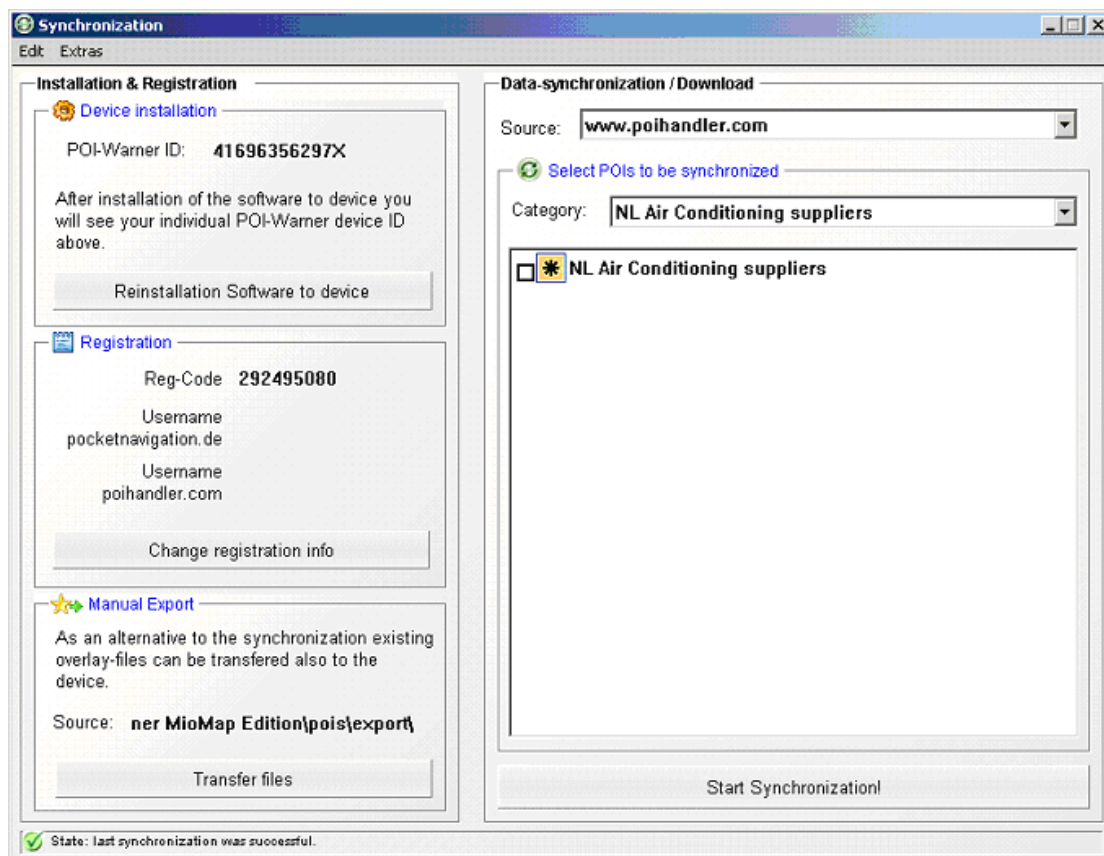 Synchronization
Edit Extras
Installation & Registration
Device installation
POI-Warner ID: 41696356297X
After installation of the software to device you
will see your individual POI-Warner device ID
above.
Reinstallation Software to device
Registration
Reg-Code 292495080
Username
pocketnavigation.de
Username
poihandler.com
Change registration info
Manual Export
As an alternative to the synchronization existing
overlay-files can be transfered also to the
device.
Source: ner MioMap Edition\pois\export\
Transfer files
Data-synchronization / Download
Source: www.poihandler.com
Select POIs to be synchronized
Category: NL Air Conditioning suppliers
NL Air Conditioning suppliers
Start Synchronization!
State: last synchronization was successful.